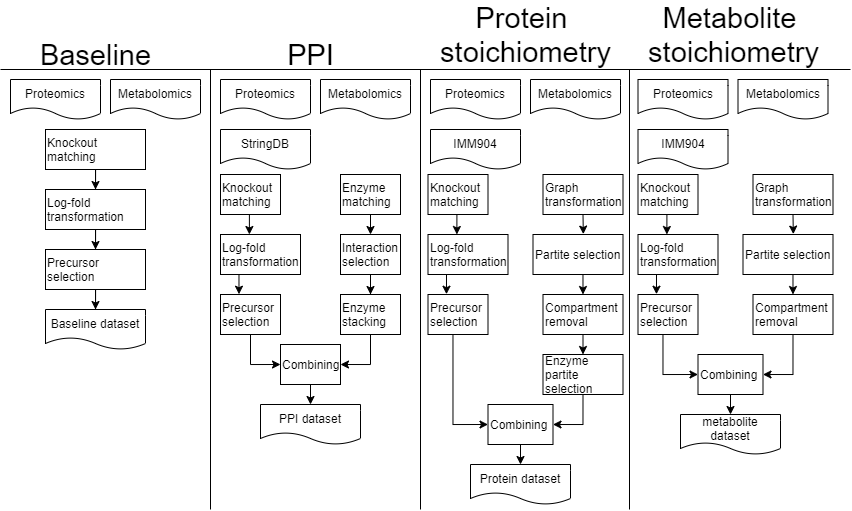 Baseline
Proteomics
Metabolomics
Knockout
matching
Log-fold
transformation
Precursor
selection
Baseline dataset
PPI
Proteomics
Metabolomics
StringDB
Knockout
matching
Log-fold
transformation
Precursor
selection
Enzyme
matching
Interaction
selection
Enzyme
stacking
Combining
PPI dataset
Protein
stoichiometry
Proteomics
Metabolomics
IMM904
Knockout
matching
Log-fold
transformation
Precursor
selection
Graph
transformation
Partite selection
Compartment
removal
Enzyme
partite
selection
Combining
Protein dataset
Metabolite
stoichiometry
Proteomics
Metabolomics
IMM904
Knockout
matching
Log-fold
transformation
Precursor
selection
Graph
transformation
Partite selection
Compartment
removal
Combining
metabolite
dataset